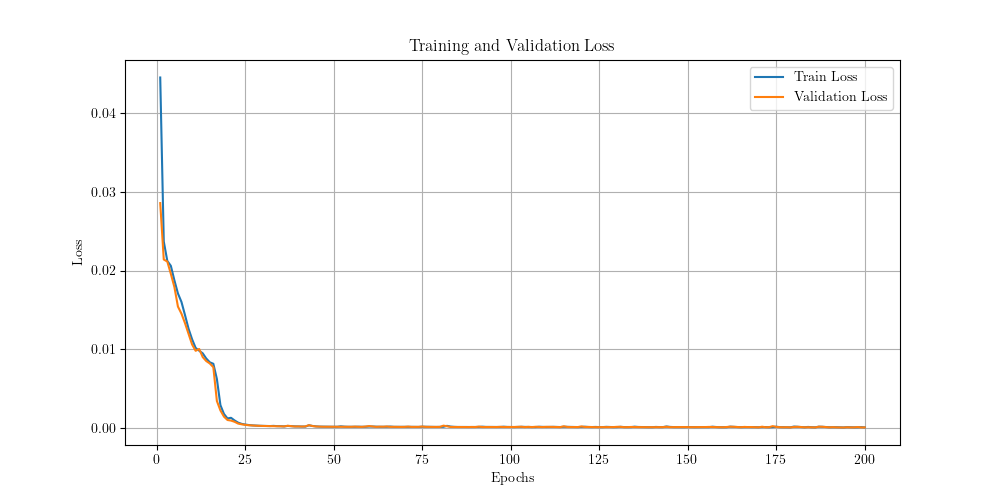 Training and Validation Loss
Train Loss
Validation Loss
0.04
0.03
0.02
0.01
0.00
Loss
0 25 50 75 100 125 150 175 200
Epochs